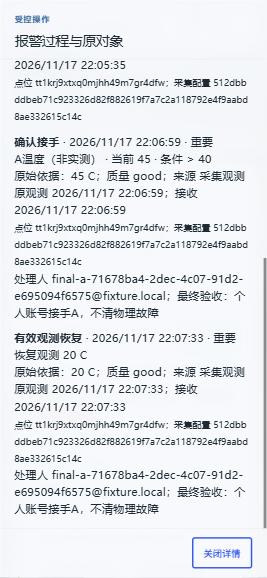 受控操作
报警过程与原对象
2026/11/17 22:05:35
点位 tt1krj9xtxq0mjhh49m7gr4dfw；采集配置 512dbb
ddbeb71c923326d82f882619f7a7c2a118792e4f9aabd
8ae332615c14c
确认接手 · 2026/11/17 22:06:59 · 重要
A温度（非实测） · 当前 45 · 条件 > 40
原始依据：45 C；质量 good；来源 采集观测
原观测 2026/11/17 22:06:59；接收
2026/11/17 22:06:59
点位 tt1krj9xtxq0mjhh49m7gr4dfw；采集配置 512dbb
ddbeb71c923326d82f882619f7a7c2a118792e4f9aabd
8ae332615c14c
处理人 final-a-71678ba4-2dec-4c07-91d2-
e695094f6575@fixture.local；最终验收：个
人账号接手A，不清物理故障
有效观测恢复 · 2026/11/17 22:07:33 · 重要
恢复观测 20 C
原始依据：20 C；质量 good；来源 采集观测
原观测 2026/11/17 22:07:33；接收
2026/11/17 22:07:33
点位 tt1krj9xtxq0mjhh49m7gr4dfw；采集配置 512dbb
ddbeb71c923326d82f882619f7a7c2a118792e4f9aabd
8ae332615c14c
处理人 final-a-71678ba4-2dec-4c07-91d2-
e695094f6575@fixture.local；最终验收：个
人账号接手A，不清物理故障
关闭详情